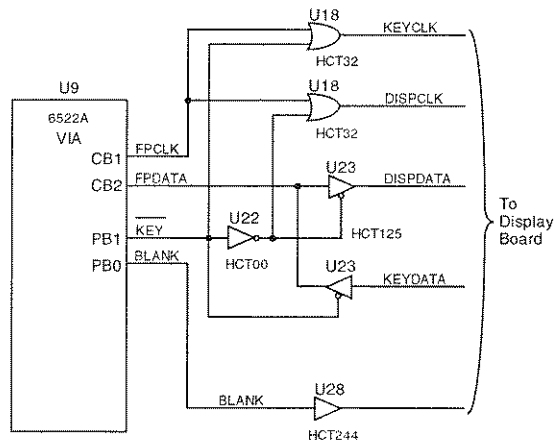 U18
KEYCLK
HCT32
U9
U18
6522A
DISPCLK
VIA
HCT32
CB1 FPCLK
U23
CB2 FPDATA
DISPDATA
KEY
U22
PB1
HCT125
To
Display
Board
HCT00
U23
PB0 BLANK
KEYDATA
U28
BLANK
HCT244